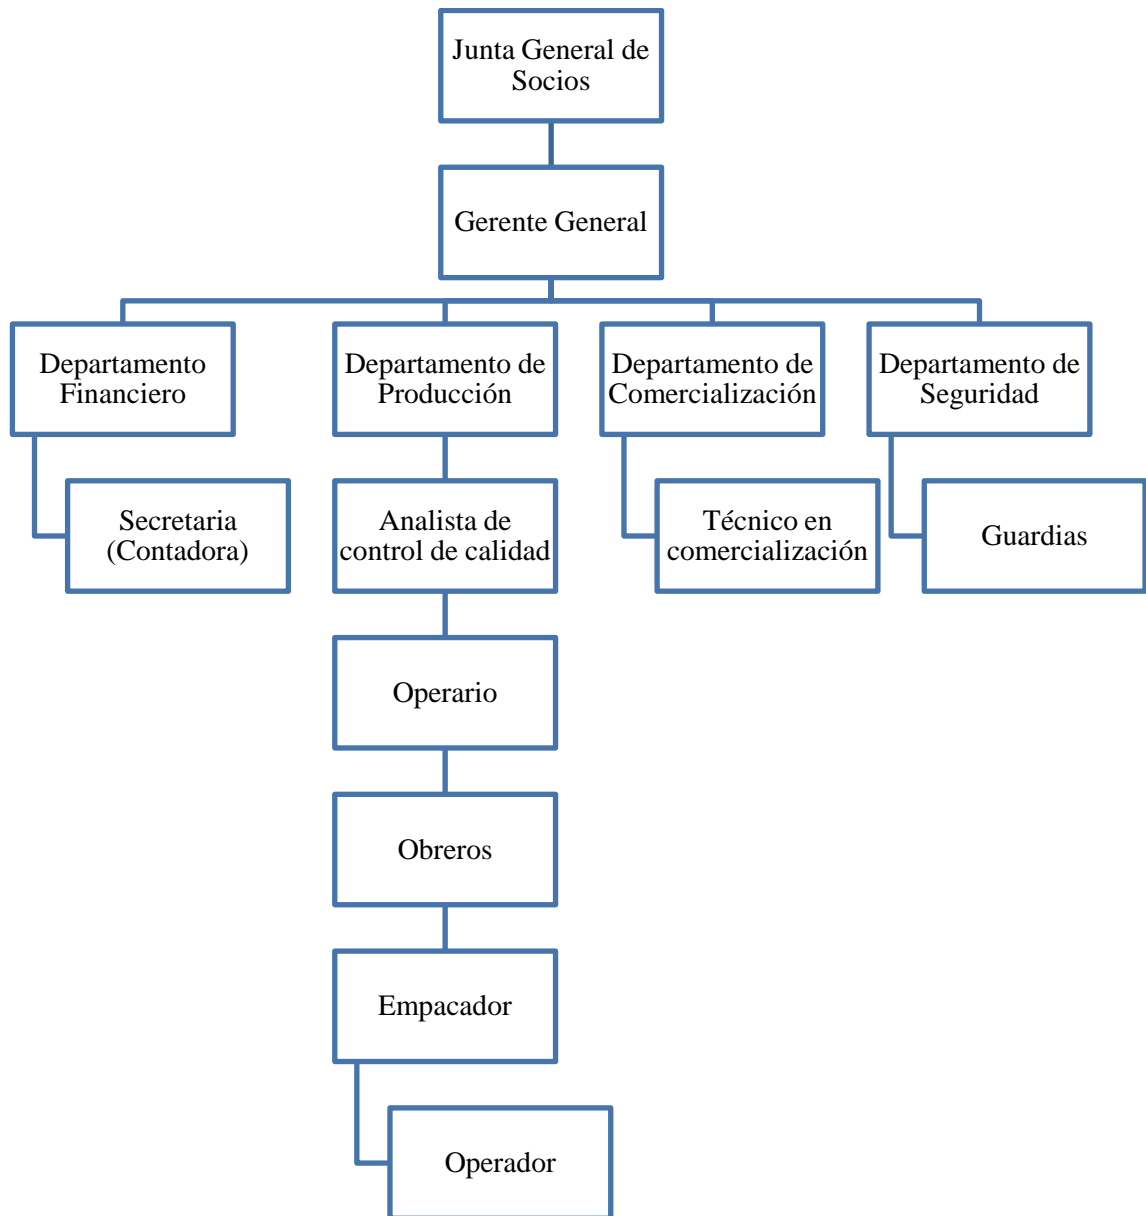 Junta General de
Socios
Gerente General
Departamento
Financiero
Departamento de
Producción
Departamento de
Comercialización
Departamento de
Seguridad
Secretaria
(Contadora)
Analista de
control de calidad
Técnico en
comercialización
Guardias
Operario
Obreros
Empacador
Operador